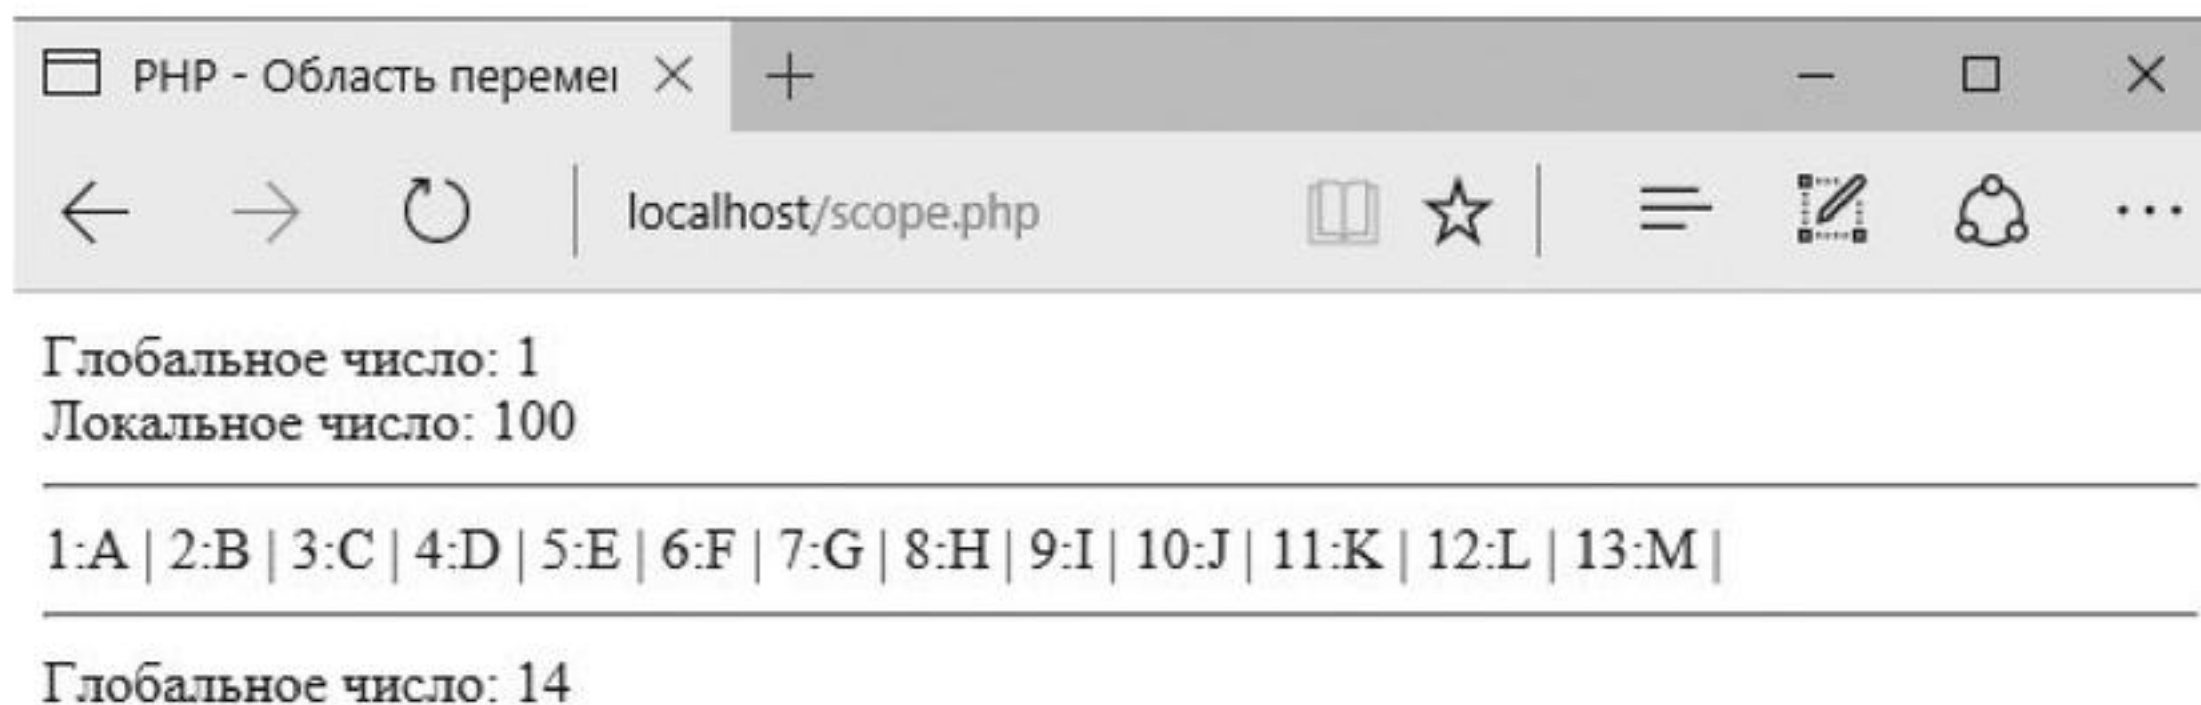 PHP - Область перемен
localhost/scope.php
Глобальное число: 1
Локальное число: 100
1:A | 2:B | 3:C | 4:D | 5:E | 6:F | 7:G | 8:H | 9:I | 10:J | 11:K | 12:L | 13:M |
Глобальное число: 14